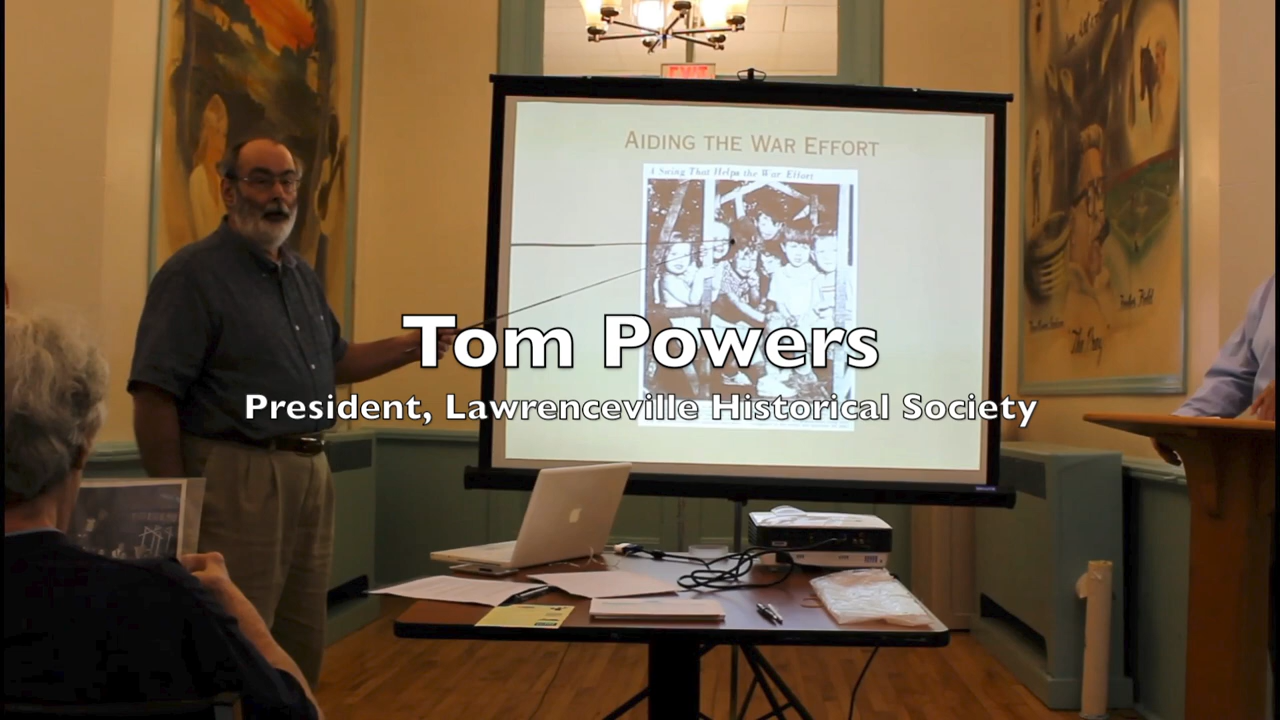 EXIT
AIDING THE WAR EFFORT
A Swing That Helps the War Effort
Tom Powers
President, Lawrenceville Historical Society